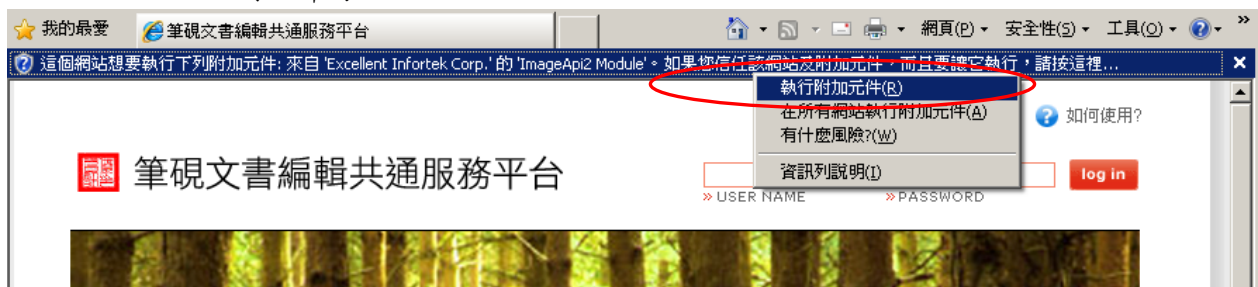 我的最愛 筆硯文書編輯共通服務平台 網頁(P) 安全性(S) 工具(O) »
這個網站想要執行下列附加元件: 來自 'Excellent Infortek Corp.' 的 'ImageApi2 Module'。如果您信任該網站及附加元件，而且要讓它執行，請按這裡...
執行附加元件(R)
在所有網站執行附加元件(A)
如何使用?
有什麼風險?(W)
筆硯文書編輯共通服務平台
資訊列說明(I)
log in
» USER NAME » PASSWORD